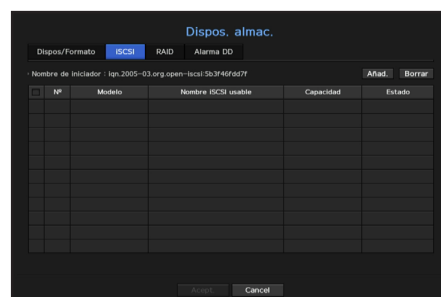 Dispos. almac.
Dispos/Formato iSCSI RAID Alarma DD
· Nombre de iniciador : iqn.2005-03.org.open-iscsi:5b3f46fdd7f Añad. Borrar
Nº Modelo Nombre iSCSI usable Capacidad Estado
Acept. Cancel